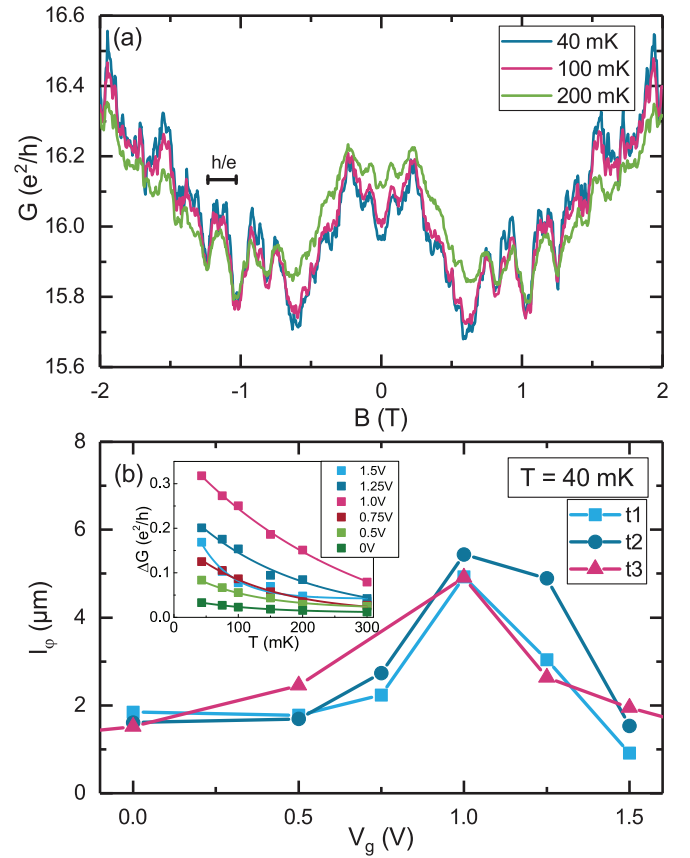 (a)
16.6
16.4
16.2
16.0
15.8
15.6
G (e²/h)
h/e
40 mK
100 mK
200 mK
-2
-1
0
1
2
B (T)
(b)
8
6
4
2
0
lφ (µm)
T = 40 mK
t1
t2
t3
0.3
0.2
0.1
0.0
ΔG (e²/h)
1.5V
1.25V
1.0V
0.75V
0.5V
0V
0
100
200
300
T (mK)
0.0
0.5
1.0
1.5
Vg (V)